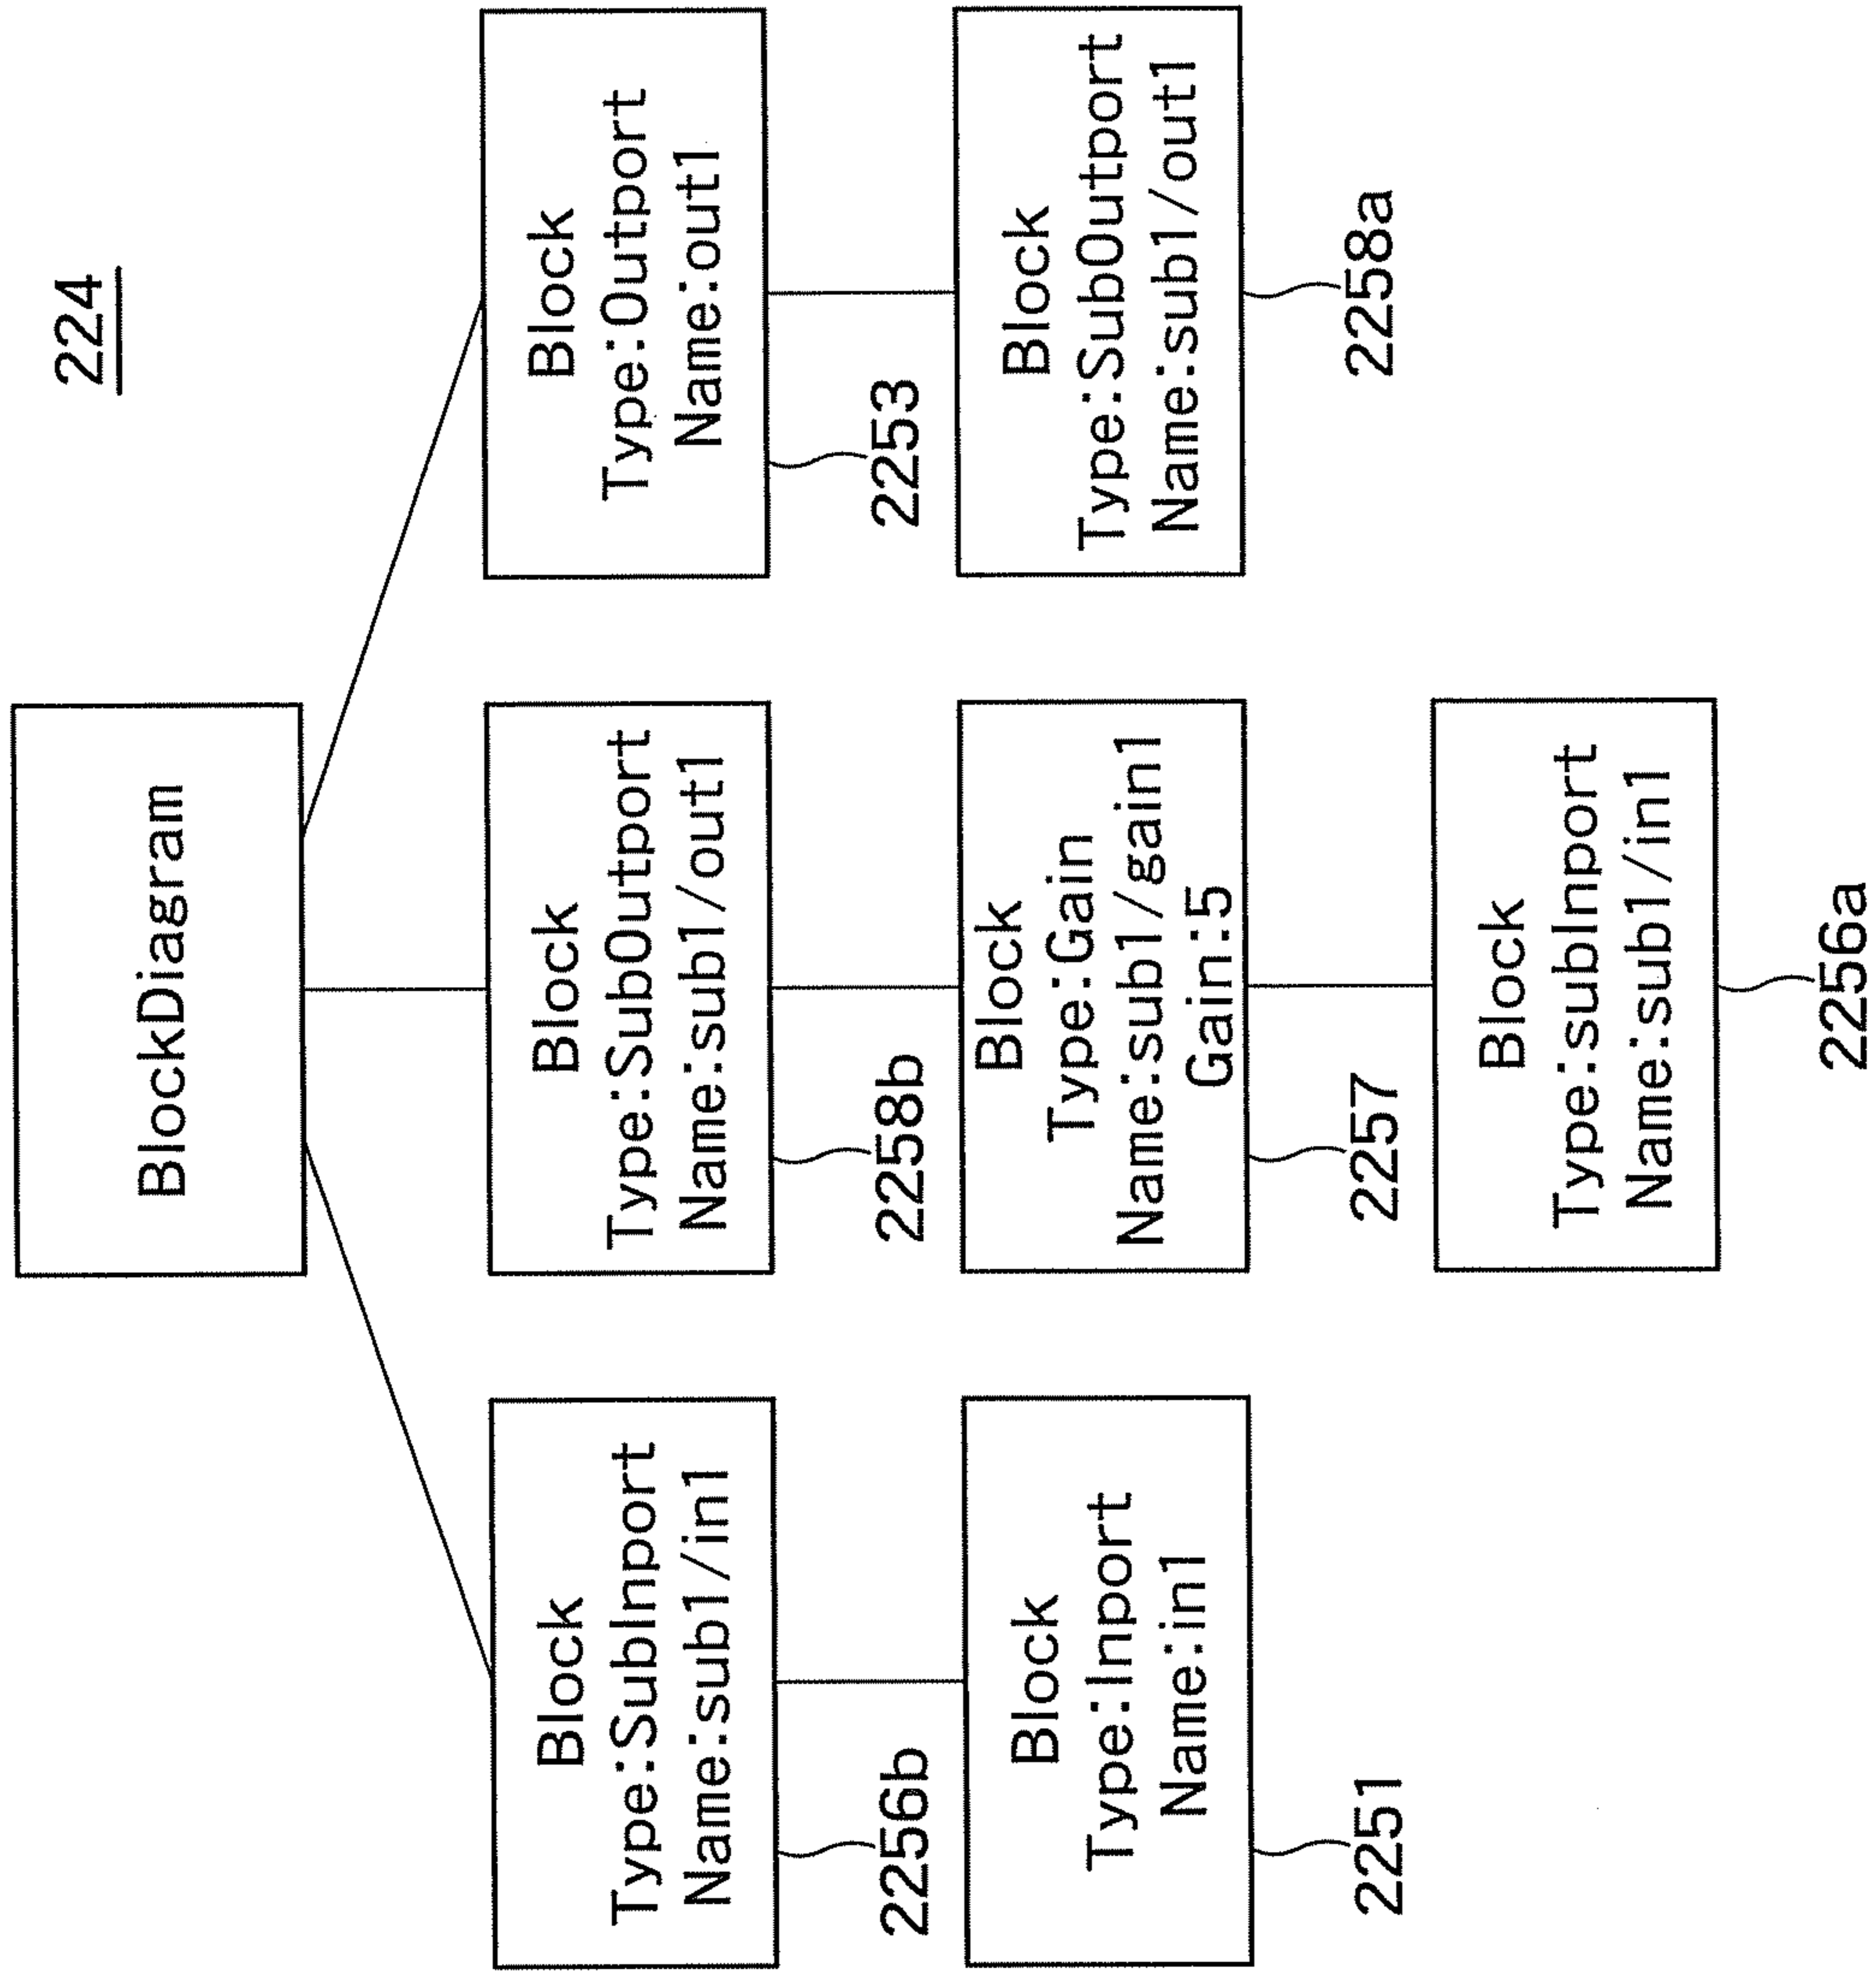 224
BlockDiagram
Block
Type:SubInport
Name:sub1/in1
2256b
Block
Type:SubOutport
Name:sub1/out1
2258b
Block
Type:Outport
Name:out1
2253
Block
Type:Inport
Name:in1
2251
Block
Type:Gain
Name:sub1/gain1
Gain:5
2257
Block
Type:SubOutport
Name:sub1/out1
2258a
Block
Type:subInport
Name:sub1/in1
2256a